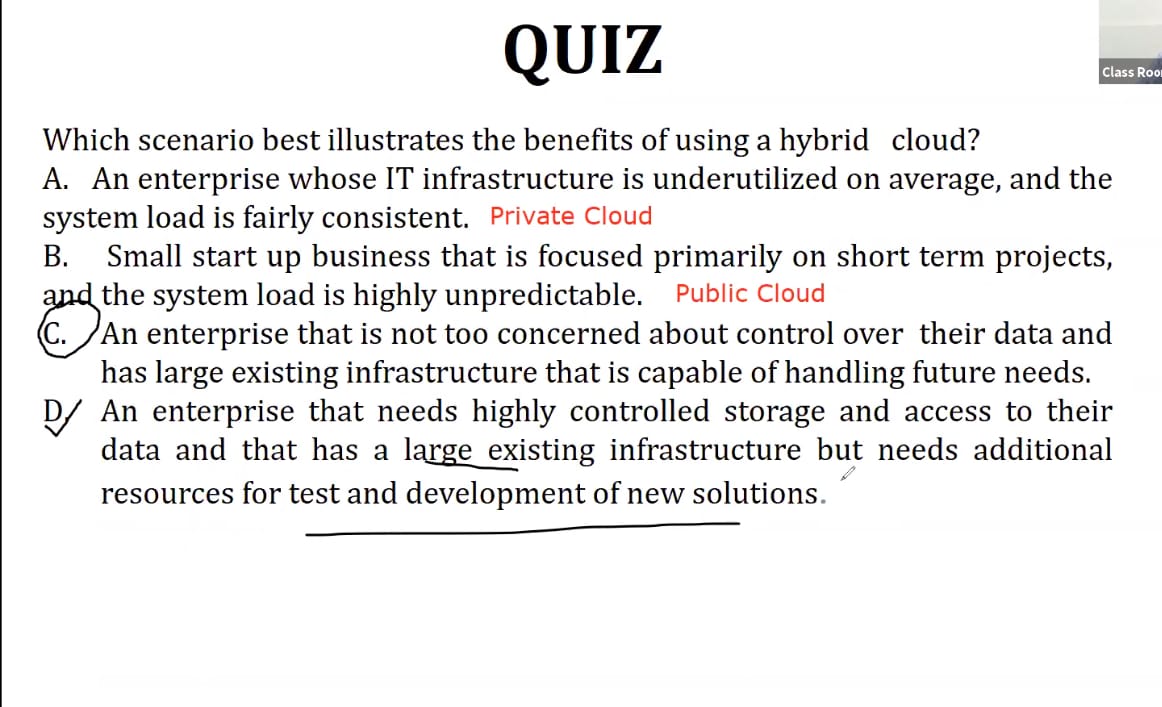 QUIZ
Class Roo
Which scenario best illustrates the benefits of using a hybrid cloud?
A. An enterprise whose IT infrastructure is underutilized on average, and the
system load is fairly consistent. Private Cloud
B. Small start up business that is focused primarily on short term projects,
and the system load is highly unpredictable. Public Cloud
C. An enterprise that is not too concerned about control over their data and
has large existing infrastructure that is capable of handling future needs.
D. An enterprise that needs highly controlled storage and access to their
data and that has a large existing infrastructure but needs additional
resources for test and development of new solutions.